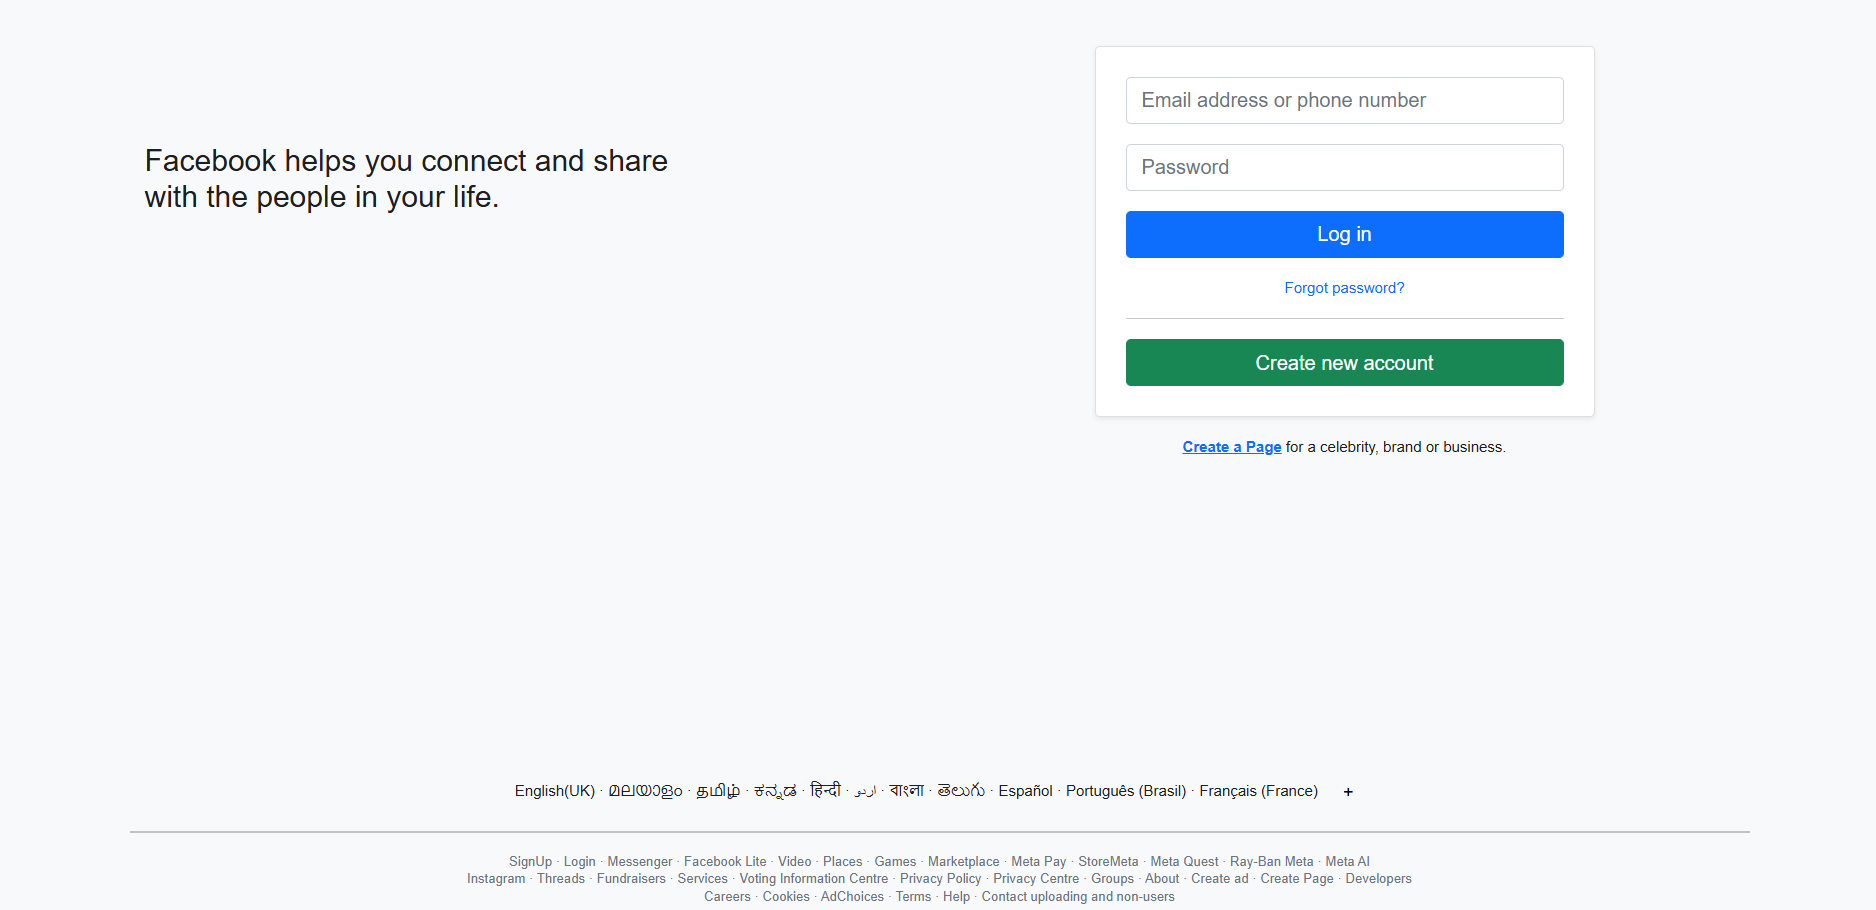 Facebook helps you connect and share
with the people in your life.
Email address or phone number
Password
Log in
Forgot password?
Create new account
Create a Page for a celebrity, brand or business.
English(UK) · മലയാളം · தமிழ் · ಕನ್ನಡ · हिन्दी · اردو · বাংলা · తెలుగు · Español · Português (Brasil) · Français (France) +
SignUp · Login · Messenger · Facebook Lite · Video · Places · Games · Marketplace · Meta Pay · StoreMeta · Meta Quest · Ray-Ban Meta · Meta AI
Instagram · Threads · Fundraisers · Services · Voting Information Centre · Privacy Policy · Privacy Centre · Groups · About · Create ad · Create Page · Developers
Careers · Cookies · AdChoices · Terms · Help · Contact uploading and non-users